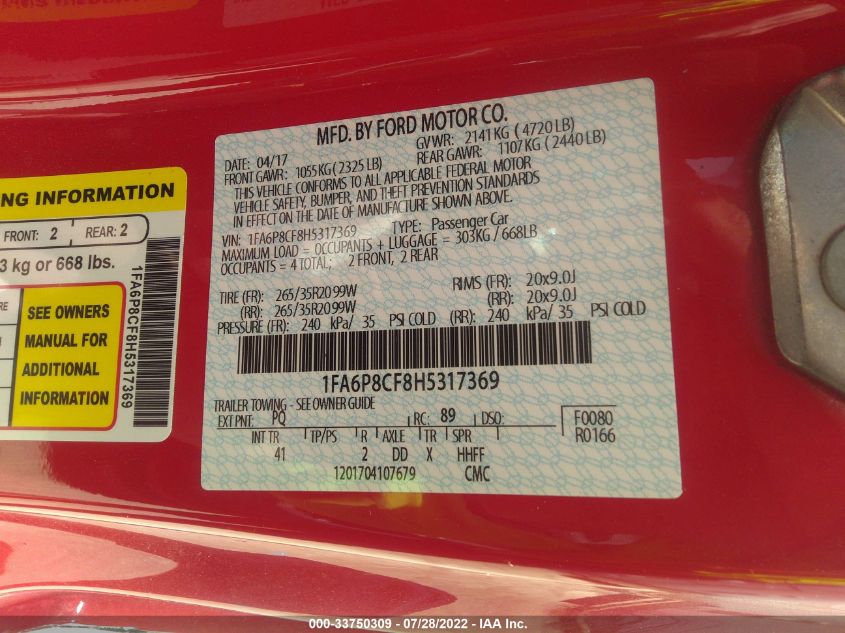 MFD. BY FORD MOTOR CO.
DATE: 04/17
GVWR: 2141KG (4720LB)
FRONT GAWR: 1055KG (2325LB)
REAR GAWR: 1107KG (2440LB)
THIS VEHICLE CONFORMS TO ALL APPLICABLE FEDERAL MOTOR
VEHICLE SAFETY, BUMPER, AND THEFT PREVENTION STANDARDS
IN EFFECT ON THE DATE OF MANUFACTURE SHOWN ABOVE.
VIN: 1FA6P8CF8H5317369 TYPE: Passenger Car
MAXIMUM LOAD = OCCUPANTS + LUGGAGE = 303KG / 668LB
OCCUPANTS = 4 TOTAL; 2 FRONT, 2 REAR
TIRE (FR): 265/35R20 99W RIMS (FR): 20x9.0J
(RR): 265/35R20 99W (RR): 20x9.0J
PRESSURE (FR): 240 kPa/ 35 PSI COLD (RR): 240 kPa/ 35 PSI COLD
1FA6P8CF8H5317369
TRAILER TOWING - SEE OWNER GUIDE
EXT PNT: PQ RC: 89 DSO: F0080
INT TR TP/PS R AXLE TR SPR R0166
41 2 DD X HHFF
1201704107679 CMC
NG INFORMATION
FRONT: 2 REAR: 2
3 kg or 668 lbs.
RE
SEE OWNERS
MANUAL FOR
ADDITIONAL
INFORMATION
1FA6P8CF8H5317369
000-33750309 - 07/28/2022 - IAA Inc.